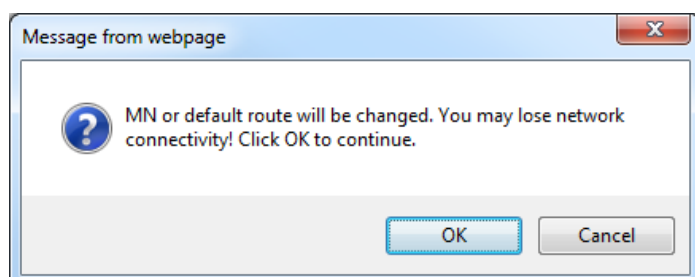 Message from webpage
MN or default route will be changed. You may lose network
connectivity! Click OK to continue.
OK Cancel